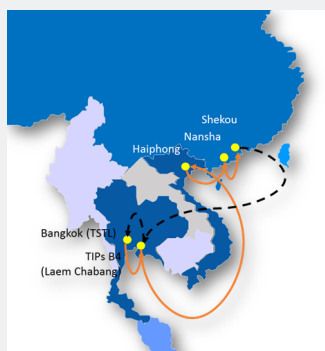 Shekou
Nansha
Haiphong
Bangkok (TSTL)
TIPs B4
(Laem Chabang)